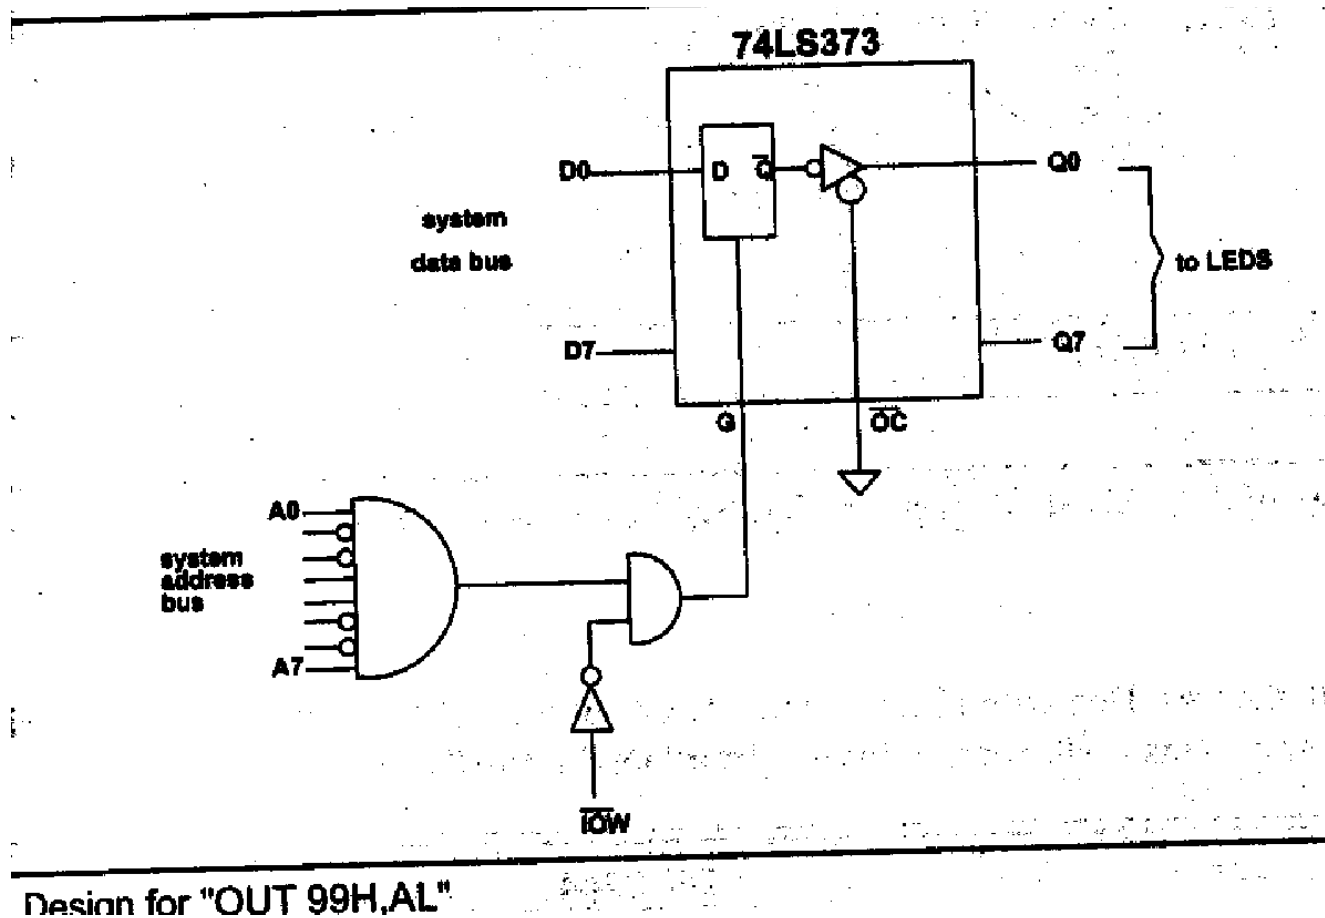 74LS373
D0
D
Q
Q0
system
data bus
to LEDS
D7
Q7
G
OC
A0
system
address
bus
A7
IOW
Design for "OUT 99H,AL"